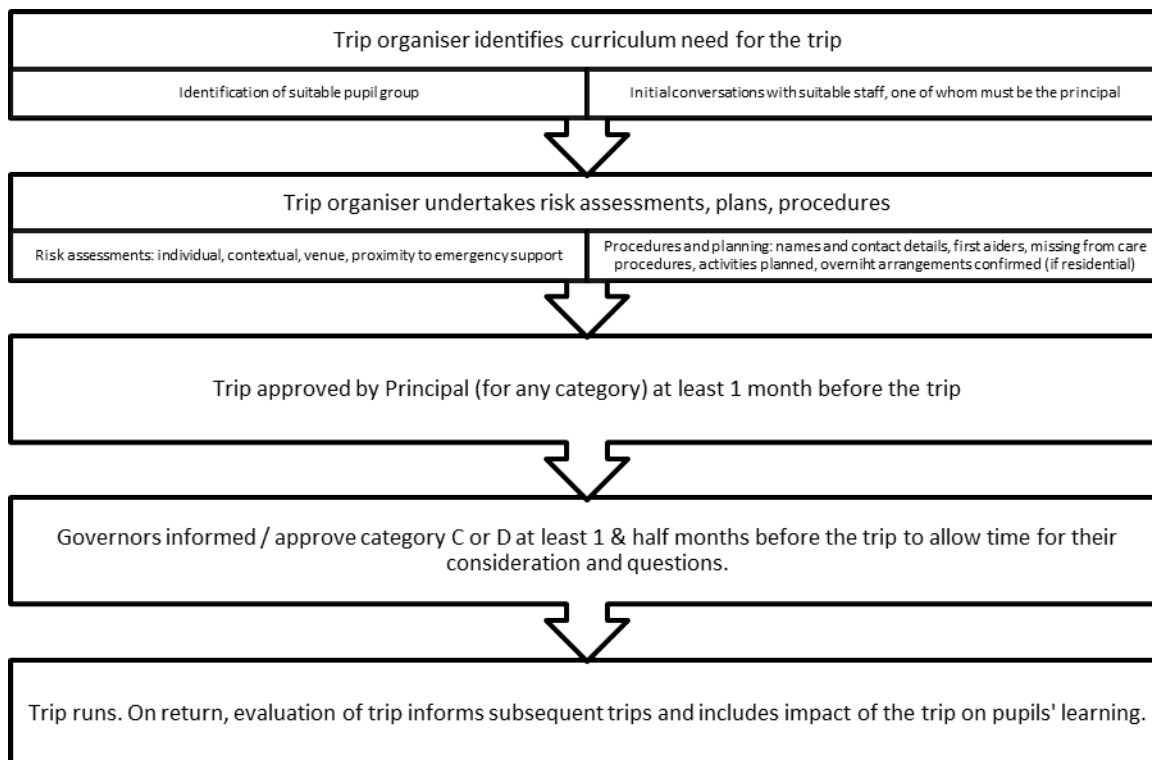 Trip organiser identifies curriculum need for the trip
Identification of suitable pupil group
Initial conversations with suitable staff, one of whom must be the principal
Trip organiser undertakes risk assessments, plans, procedures
Risk assessments: individual, contextual, venue, proximity to emergency support
Procedures and planning: names and contact details, first aiders, missing from care
procedures, activities planned, overniht arrangements confirmed (if residential)
Trip approved by Principal (for any category) at least 1 month before the trip
Governors informed / approve category C or D at least 1 & half months before the trip to allow time for their
consideration and questions.
Trip runs. On return, evaluation of trip informs subsequent trips and includes impact of the trip on pupils' learning.